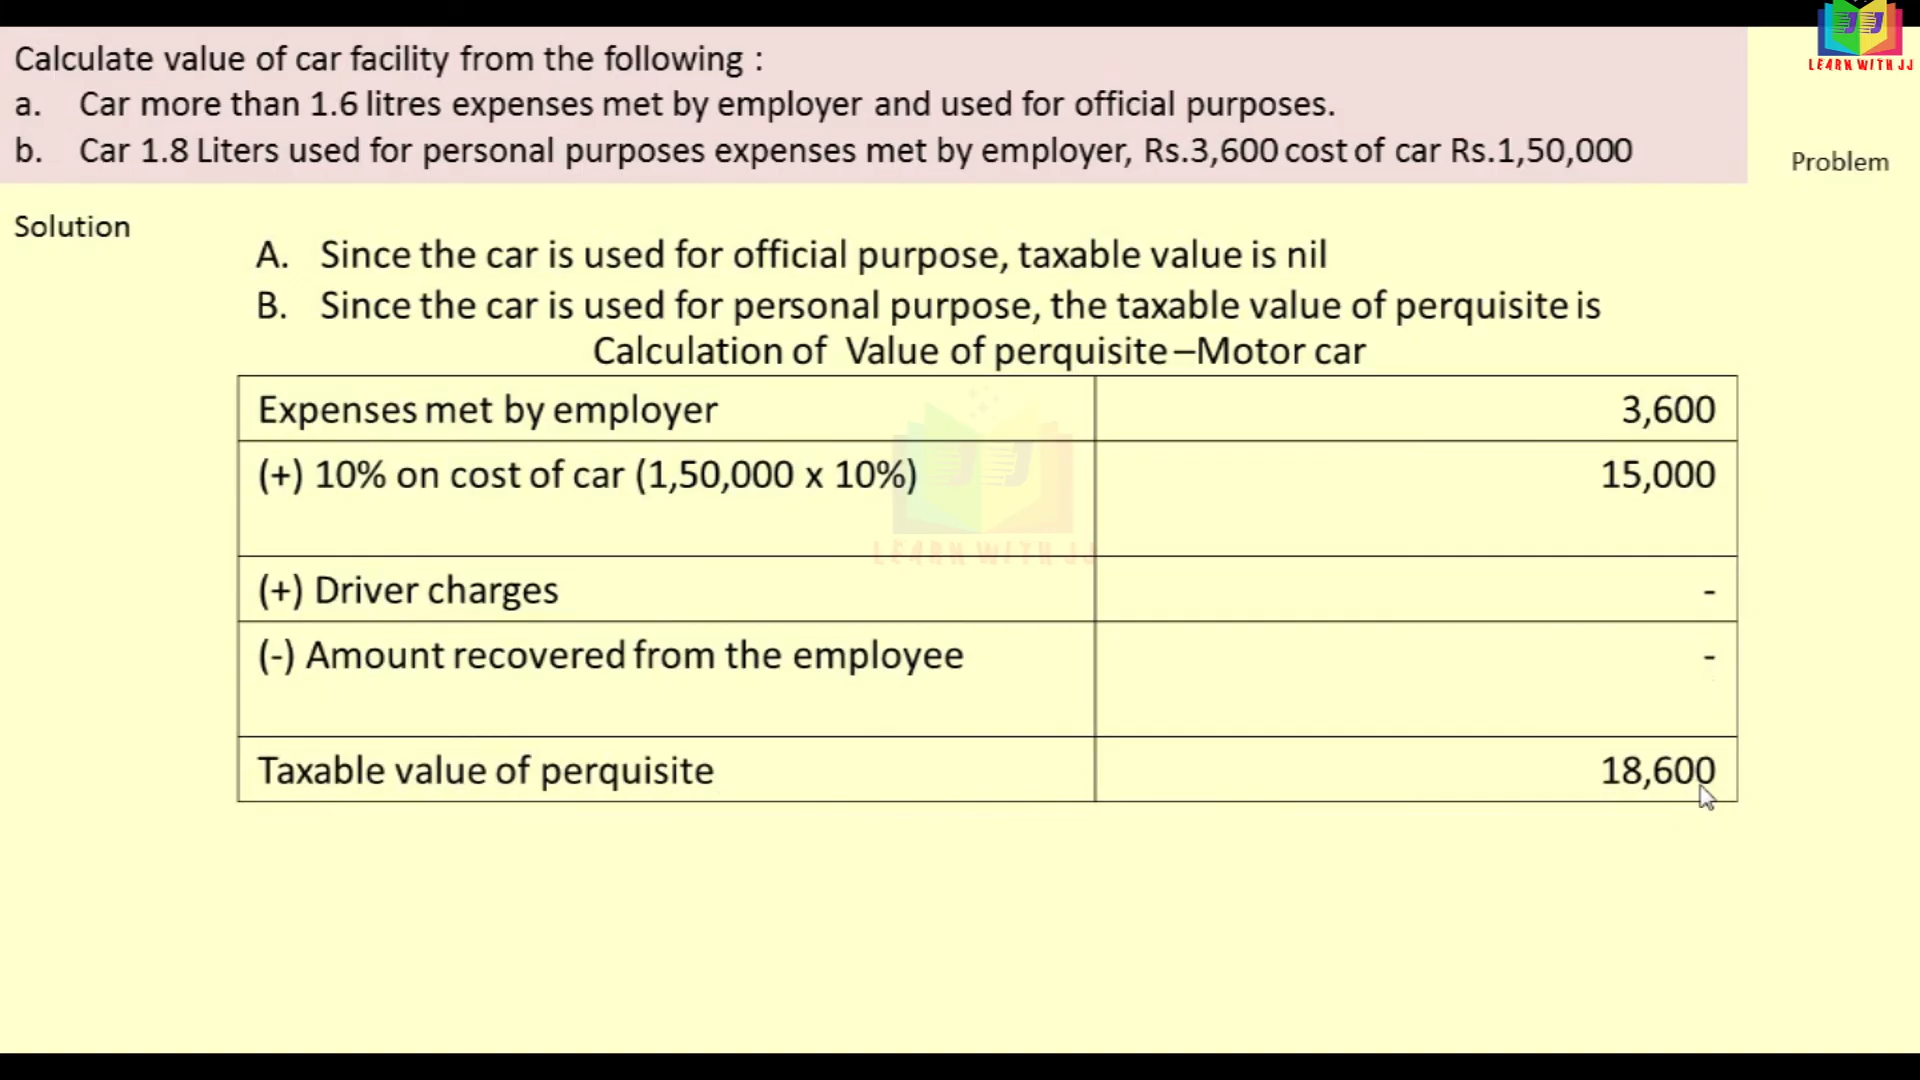 LEARN WITH JJ
Calculate value of car facility from the following :
a. Car more than 1.6 litres expenses met by employer and used for official purposes.
b. Car 1.8 Liters used for personal purposes expenses met by employer, Rs.3,600 cost of car Rs.1,50,000
Problem
Solution
A. Since the car is used for official purpose, taxable value is nil
B. Since the car is used for personal purpose, the taxable value of perquisite is
Calculation of Value of perquisite –Motor car
Expenses met by employer 3,600
(+) 10% on cost of car (1,50,000 x 10%) 15,000
LEARN WITH JJ
(+) Driver charges -
(-) Amount recovered from the employee -
Taxable value of perquisite 18,600